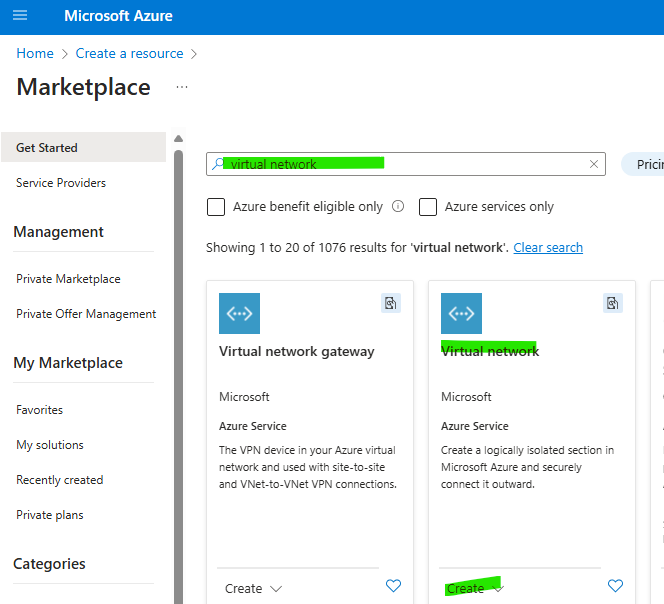 Microsoft Azure
Home > Create a resource >
Marketplace ...
Get Started
Service Providers
Management
Private Marketplace
Private Offer Management
My Marketplace
Favorites
My solutions
Recently created
Private plans
Categories
virtual network
Azure benefit eligible only
Azure services only
Showing 1 to 20 of 1076 results for 'virtual network'. Clear search
Virtual network gateway
Microsoft
Azure Service
The VPN device in your Azure virtual
network and used with site-to-site
and VNet-to-VNet VPN connections.
Create
Virtual network
Microsoft
Azure Service
Create a logically isolated section in
Microsoft Azure and securely
connect it outward.
Create